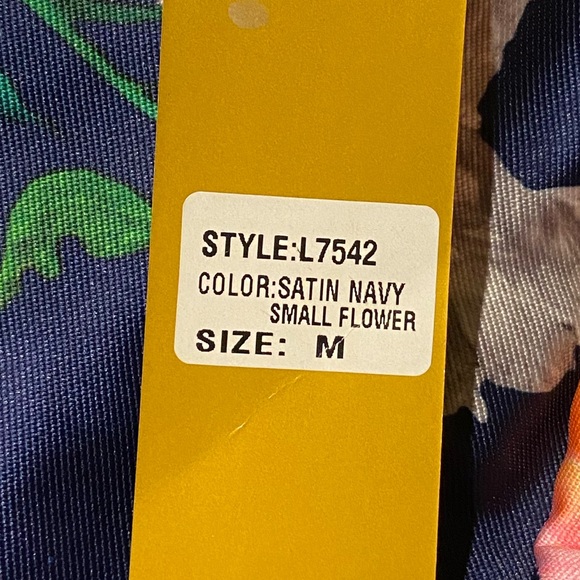 STYLE:L7542
COLOR:SATIN NAVY
SMALL FLOWER
SIZE: M